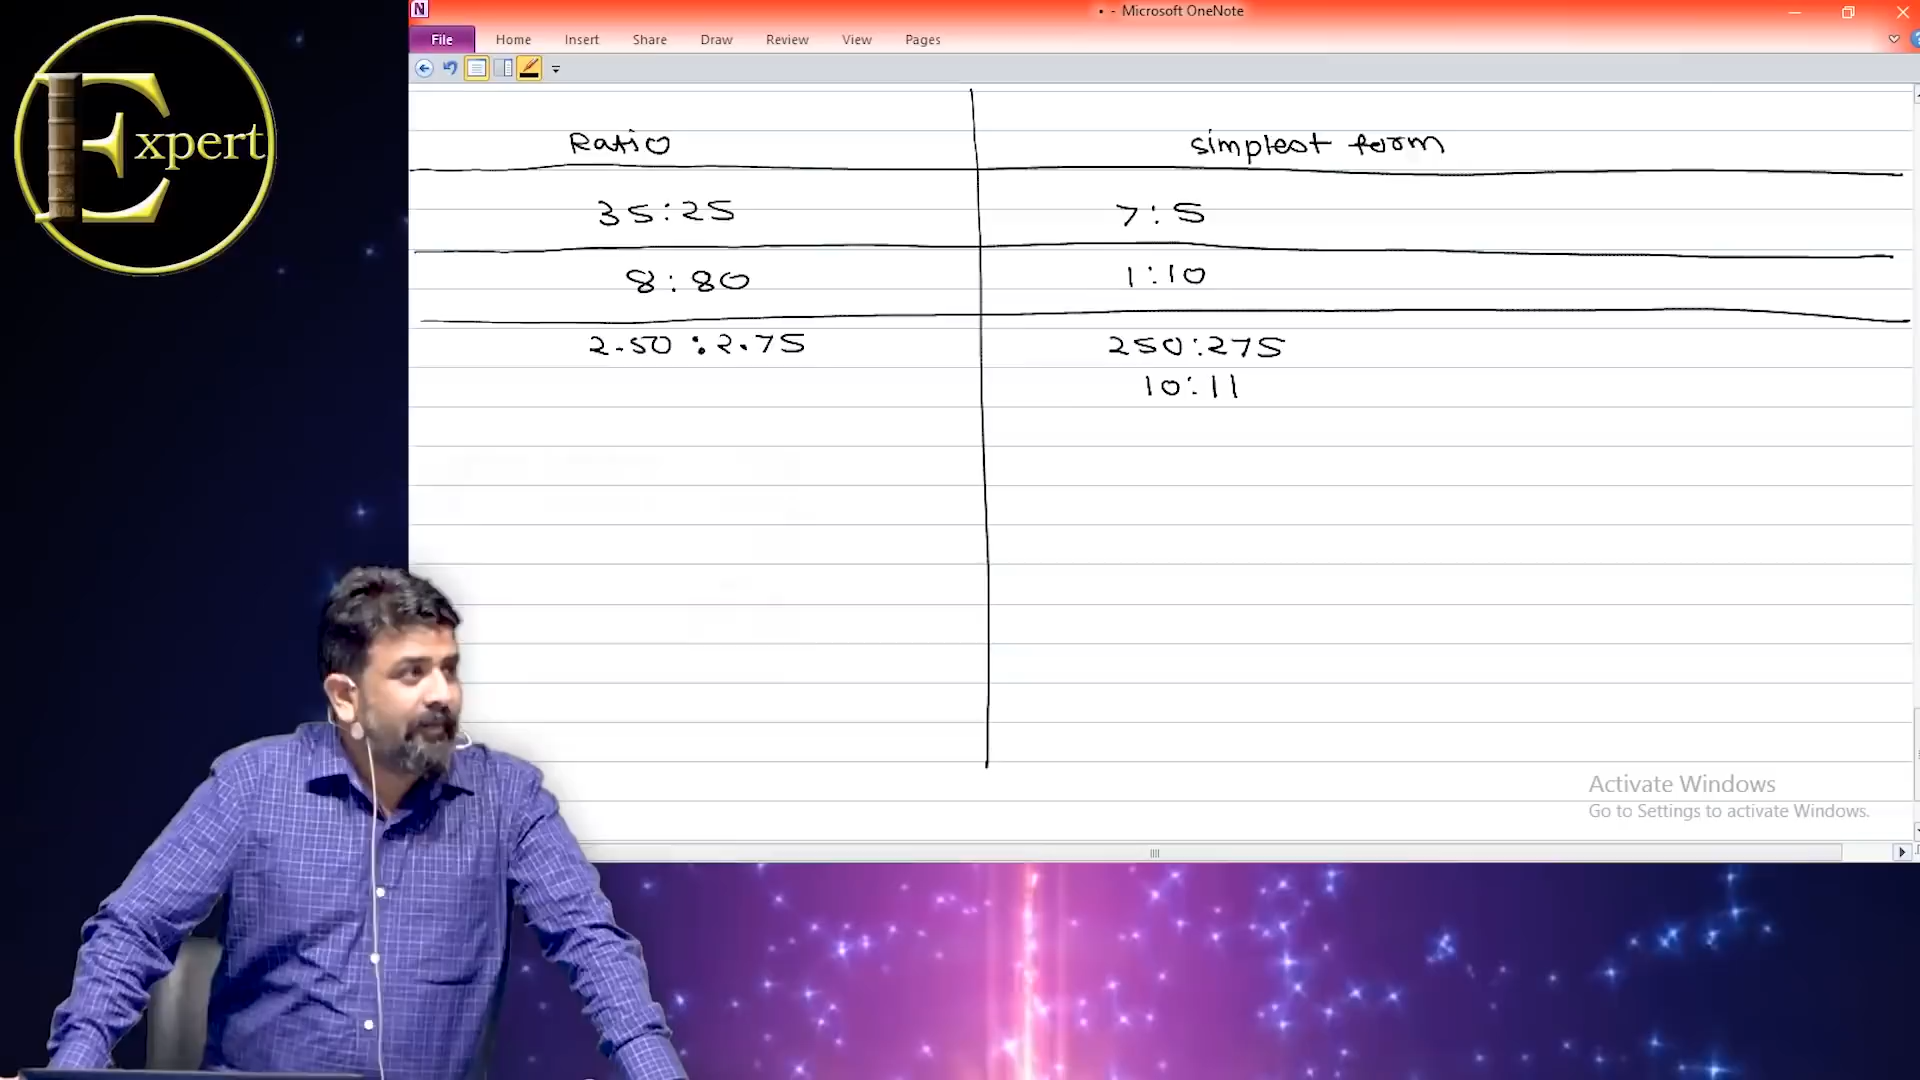 Expert
N
• - Microsoft OneNote
File Home Insert Share Draw Review View Pages
Ratio simplest form
35:25 7:5
8:80 1:10
2.50 : 2.75 250:275
10:11
Activate Windows
Go to Settings to activate Windows.